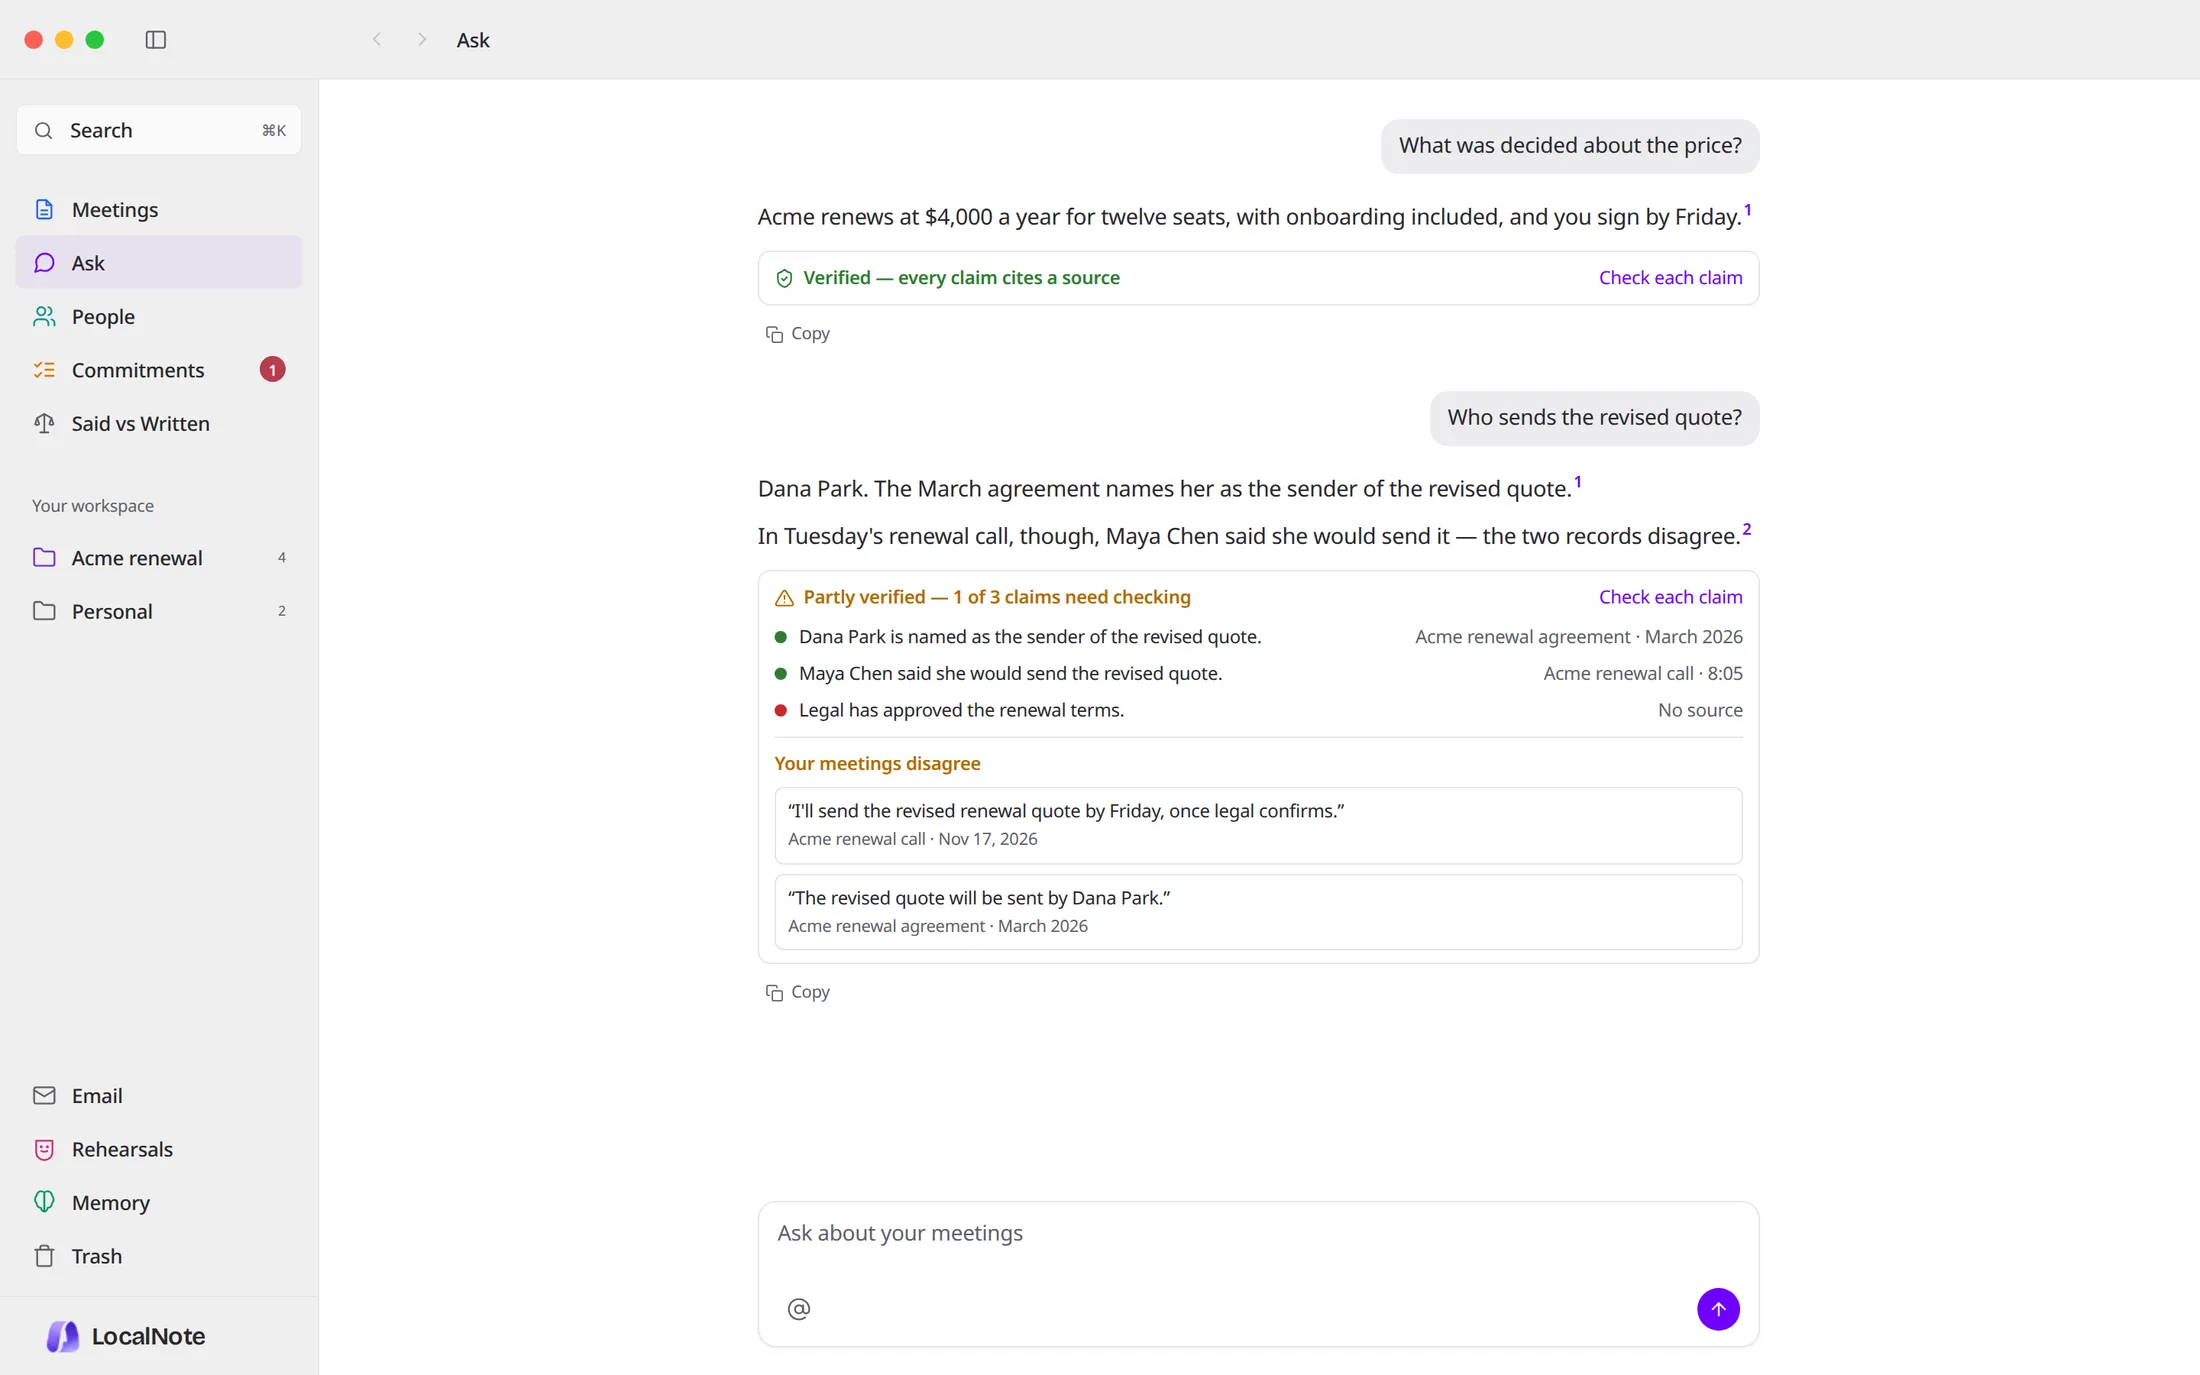 Ask
Search ⌘K
Meetings
Ask
People
Commitments 1
Said vs Written
Your workspace
Acme renewal 4
Personal 2
Email
Rehearsals
Memory
Trash
LocalNote
What was decided about the price?
Acme renews at $4,000 a year for twelve seats, with onboarding included, and you sign by Friday.1
Verified — every claim cites a source Check each claim
Copy
Who sends the revised quote?
Dana Park. The March agreement names her as the sender of the revised quote.1
In Tuesday's renewal call, though, Maya Chen said she would send it — the two records disagree.2
Partly verified — 1 of 3 claims need checking Check each claim
Dana Park is named as the sender of the revised quote. Acme renewal agreement · March 2026
Maya Chen said she would send the revised quote. Acme renewal call · 8:05
Legal has approved the renewal terms. No source
Your meetings disagree
“I'll send the revised renewal quote by Friday, once legal confirms.”
Acme renewal call · Nov 17, 2026
“The revised quote will be sent by Dana Park.”
Acme renewal agreement · March 2026
Copy
Ask about your meetings
@